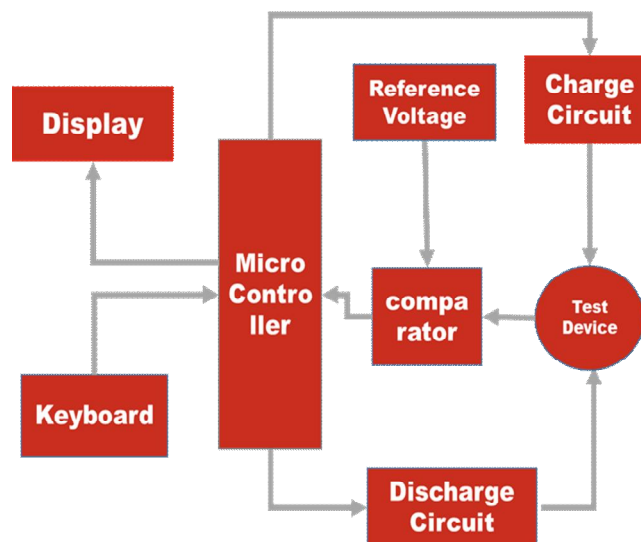 Display
Reference
Voltage
Charge
Circuit
Micro
Contro
ller
compa
rator
Test
Device
Keyboard
Discharge
Circuit